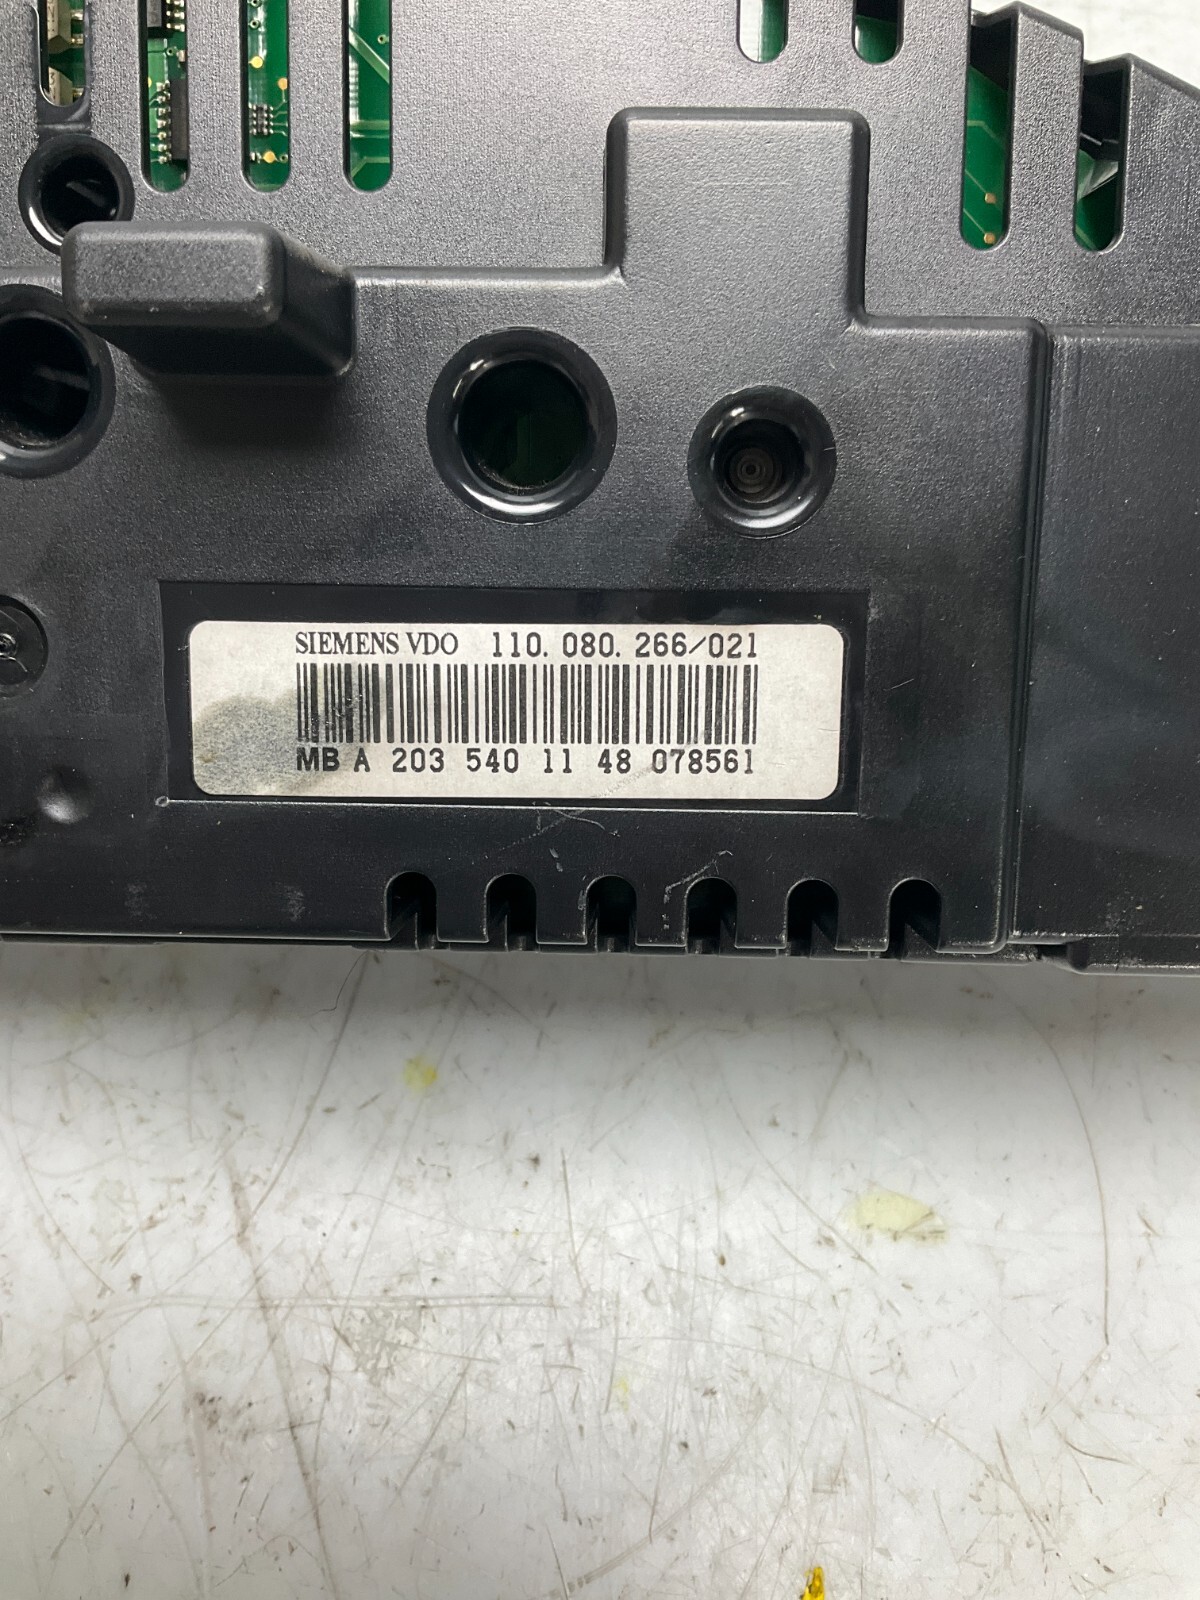 SIEMENS VDO 110.080.266/021
MB A 203 540 11 48 078561